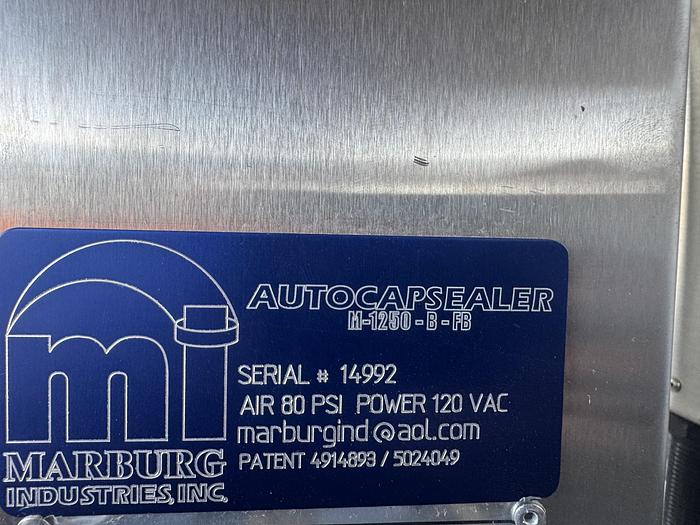 AUTOCAPSEALER
M-1250-B-FB
SERIAL # 14992
AIR 80 PSI POWER 120 VAC
marburgind@aol.com
PATENT 4914893 / 5024049
mi
MARBURG
INDUSTRIES, INC.